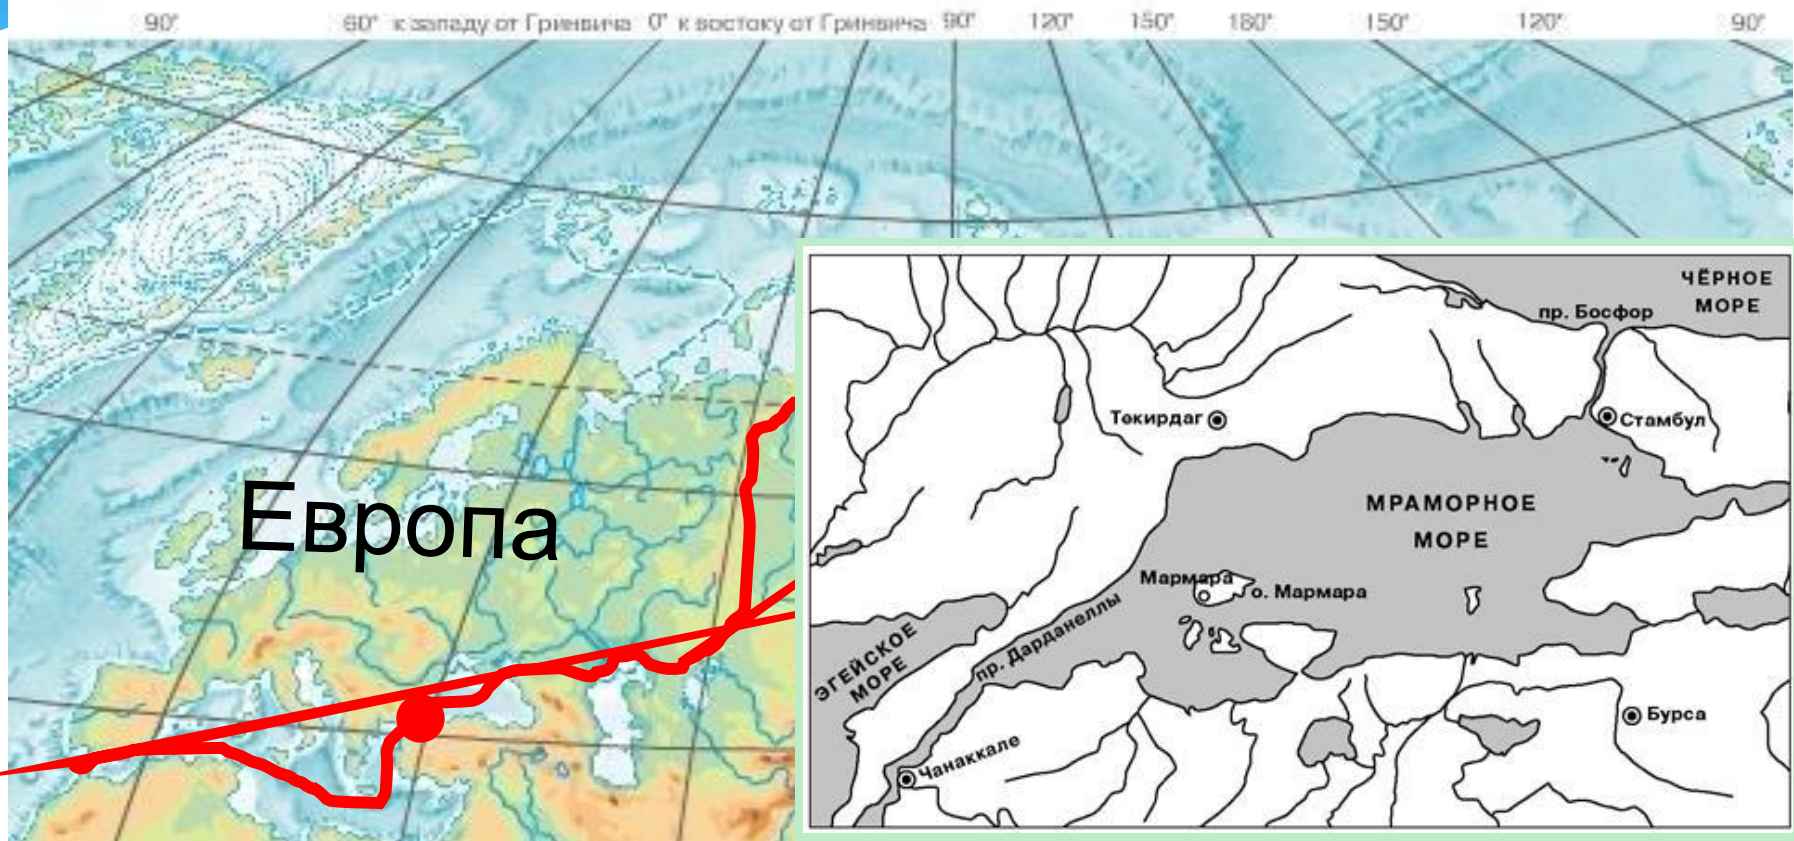 90° 60° к западу от Гринвича 0° к востоку от Гринвича 90° 120° 150° 180° 150° 120° 90°
Европа
ЧЁРНОЕ
МОРЕ
пр. Босфор
Текирдаг
Стамбул
МРАМОРНОЕ
МОРЕ
Мармара
о. Мармара
пр. Дарданеллы
ЭГЕЙСКОЕ
МОРЕ
Бурса
Чанаккале